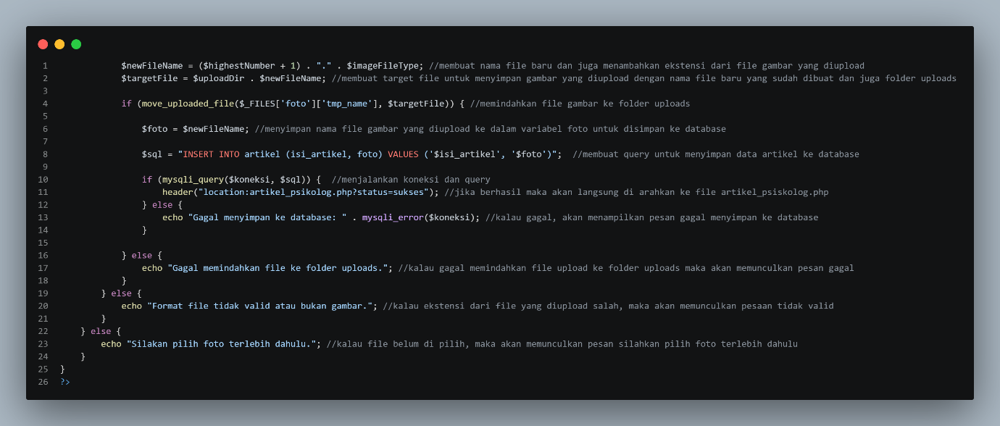 1 $newFileName = ($highestNumber + 1) . "." . $imageFileType; //membuat nama file baru dan juga menambahkan ekstensi dari file gambar yang diupload
2 $targetFile = $uploadDir . $newFileName; //membuat target file untuk menyimpan gambar yang diupload dengan nama file baru yang sudah dibuat dan juga folder uploads
3
4 if (move_uploaded_file($_FILES['foto']['tmp_name'], $targetFile)) { //memindahkan file gambar ke folder uploads
5
6 $foto = $newFileName; //menyimpan nama file gambar yang diupload ke dalam variabel foto untuk disimpan ke database
7
8 $sql = "INSERT INTO artikel (isi_artikel, foto) VALUES ('$isi_artikel', '$foto')"; //membuat query untuk menyimpan data artikel ke database
9
10 if (mysqli_query($koneksi, $sql)) { //menjalankan koneksi dan query
11 header("location:artikel_psikolog.php?status=sukses"); //jika berhasil maka akan langsung di arahkan ke file artikel_psiskolog.php
12 } else {
13 echo "Gagal menyimpan ke database: " . mysqli_error($koneksi); //kalau gagal, akan menampilkan pesan gagal menyimpan ke database
14 }
15
16 } else {
17 echo "Gagal memindahkan file ke folder uploads."; //kalau gagal memindahkan file upload ke folder uploads maka akan memunculkan pesan gagal
18 }
19 } else {
20 echo "Format file tidak valid atau bukan gambar."; //kalau ekstensi dari file yang diupload salah, maka akan memunculkan pesaan tidak valid
21 }
22 } else {
23 echo "Silakan pilih foto terlebih dahulu."; //kalau file belum di pilih, maka akan memunculkan pesan silahkan pilih foto terlebih dahulu
24 }
25 }
26 ?>